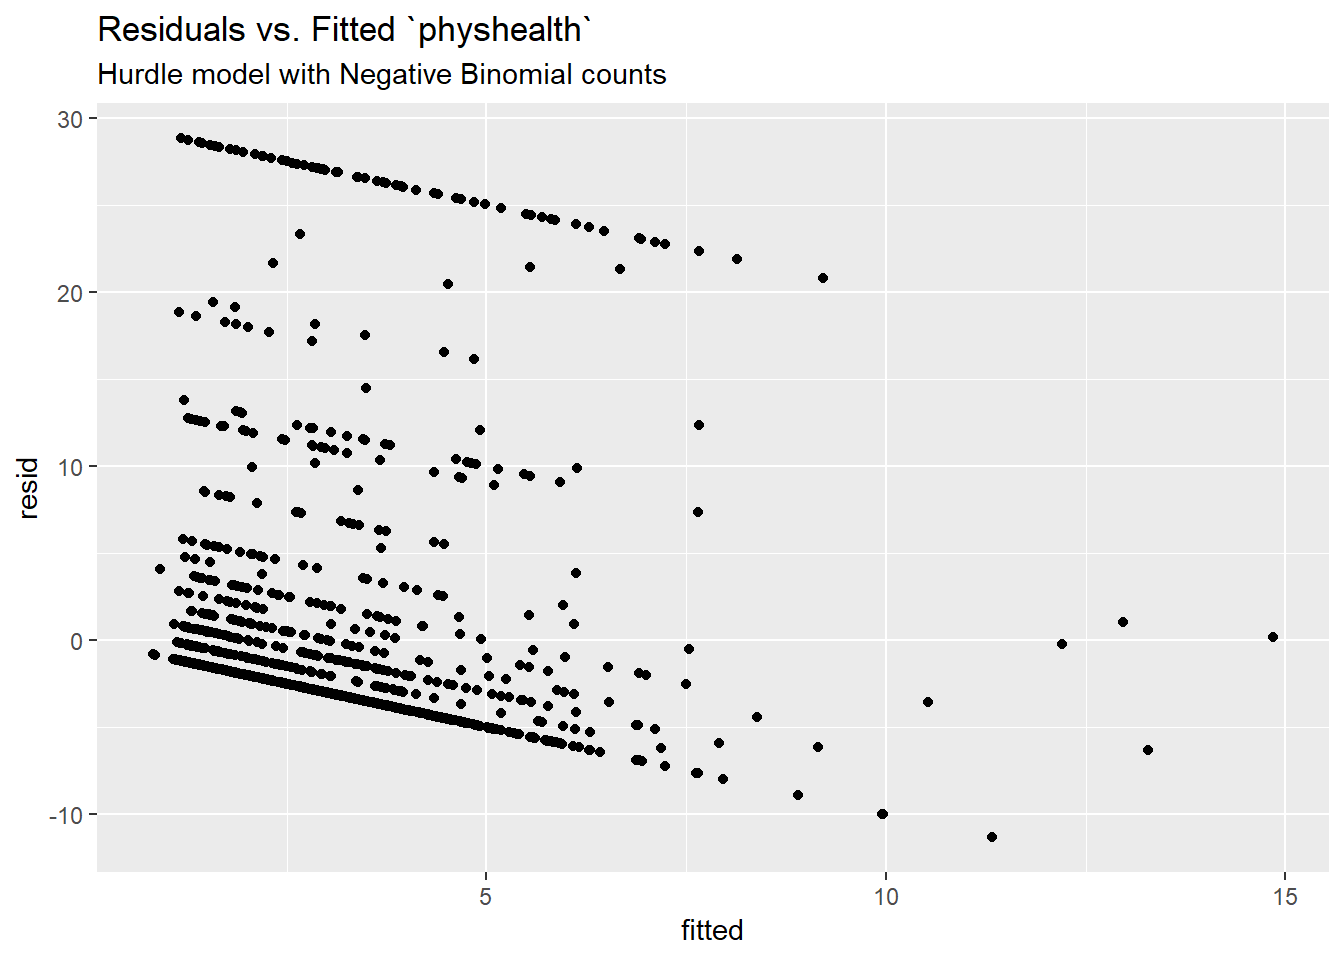 Residuals vs. Fitted `physhealth`
Hurdle model with Negative Binomial counts
30
20
10
0
-10
resid
5
10
15
fitted